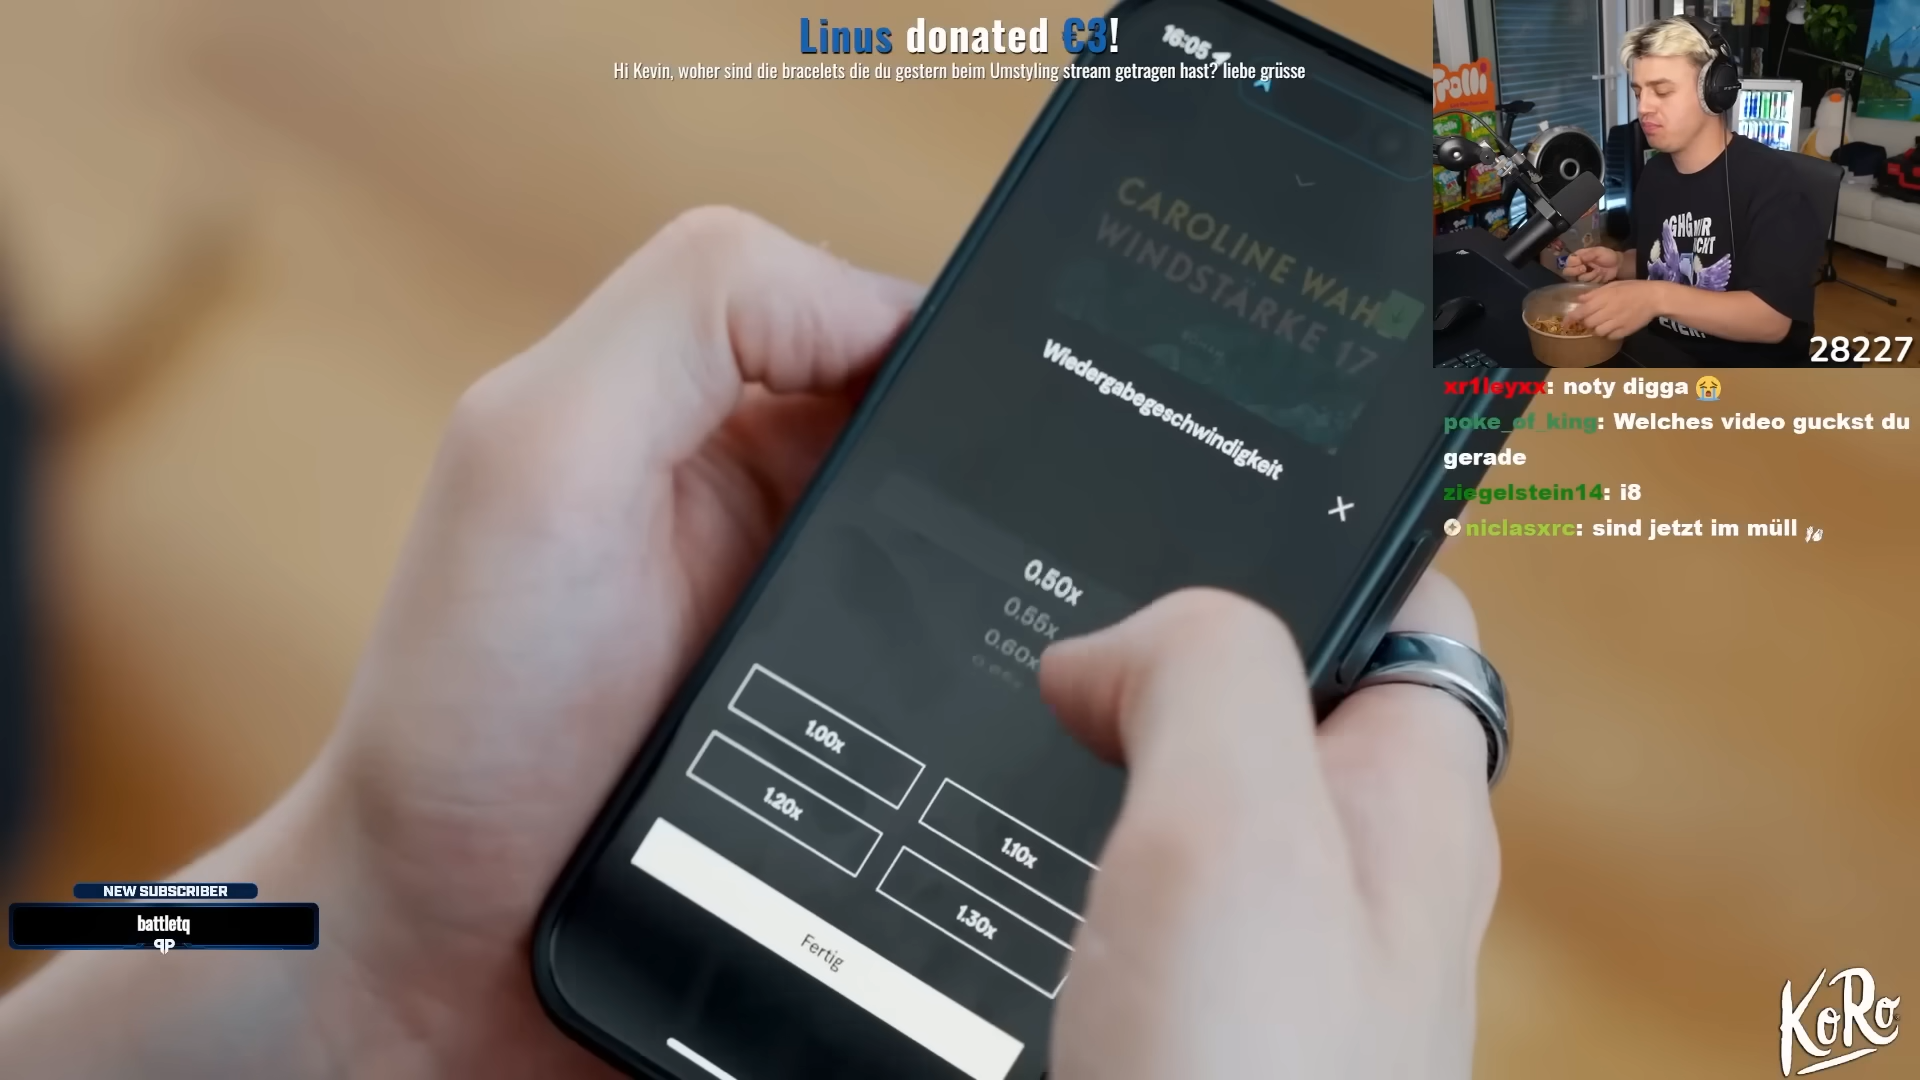 Linus donated €3!
Hi Kevin, woher sind die bracelets die du gestern beim Umstyling stream getragen hast? liebe grüsse
16:05
CAROLINE WAH
WINDSTÄRKE 17
Wiedergabegeschwindigkeit
0.50x
0.55x
0.60x
1.00x
1.10x
1.20x
1.30x
Fertig
Trolli
28227
xr1leyxx: noty digga 😭
poke_of_king: Welches video guckst du
gerade
ziegelstein14: i8
niclasxrc: sind jetzt im müll
NEW SUBSCRIBER
battletq
KoRo